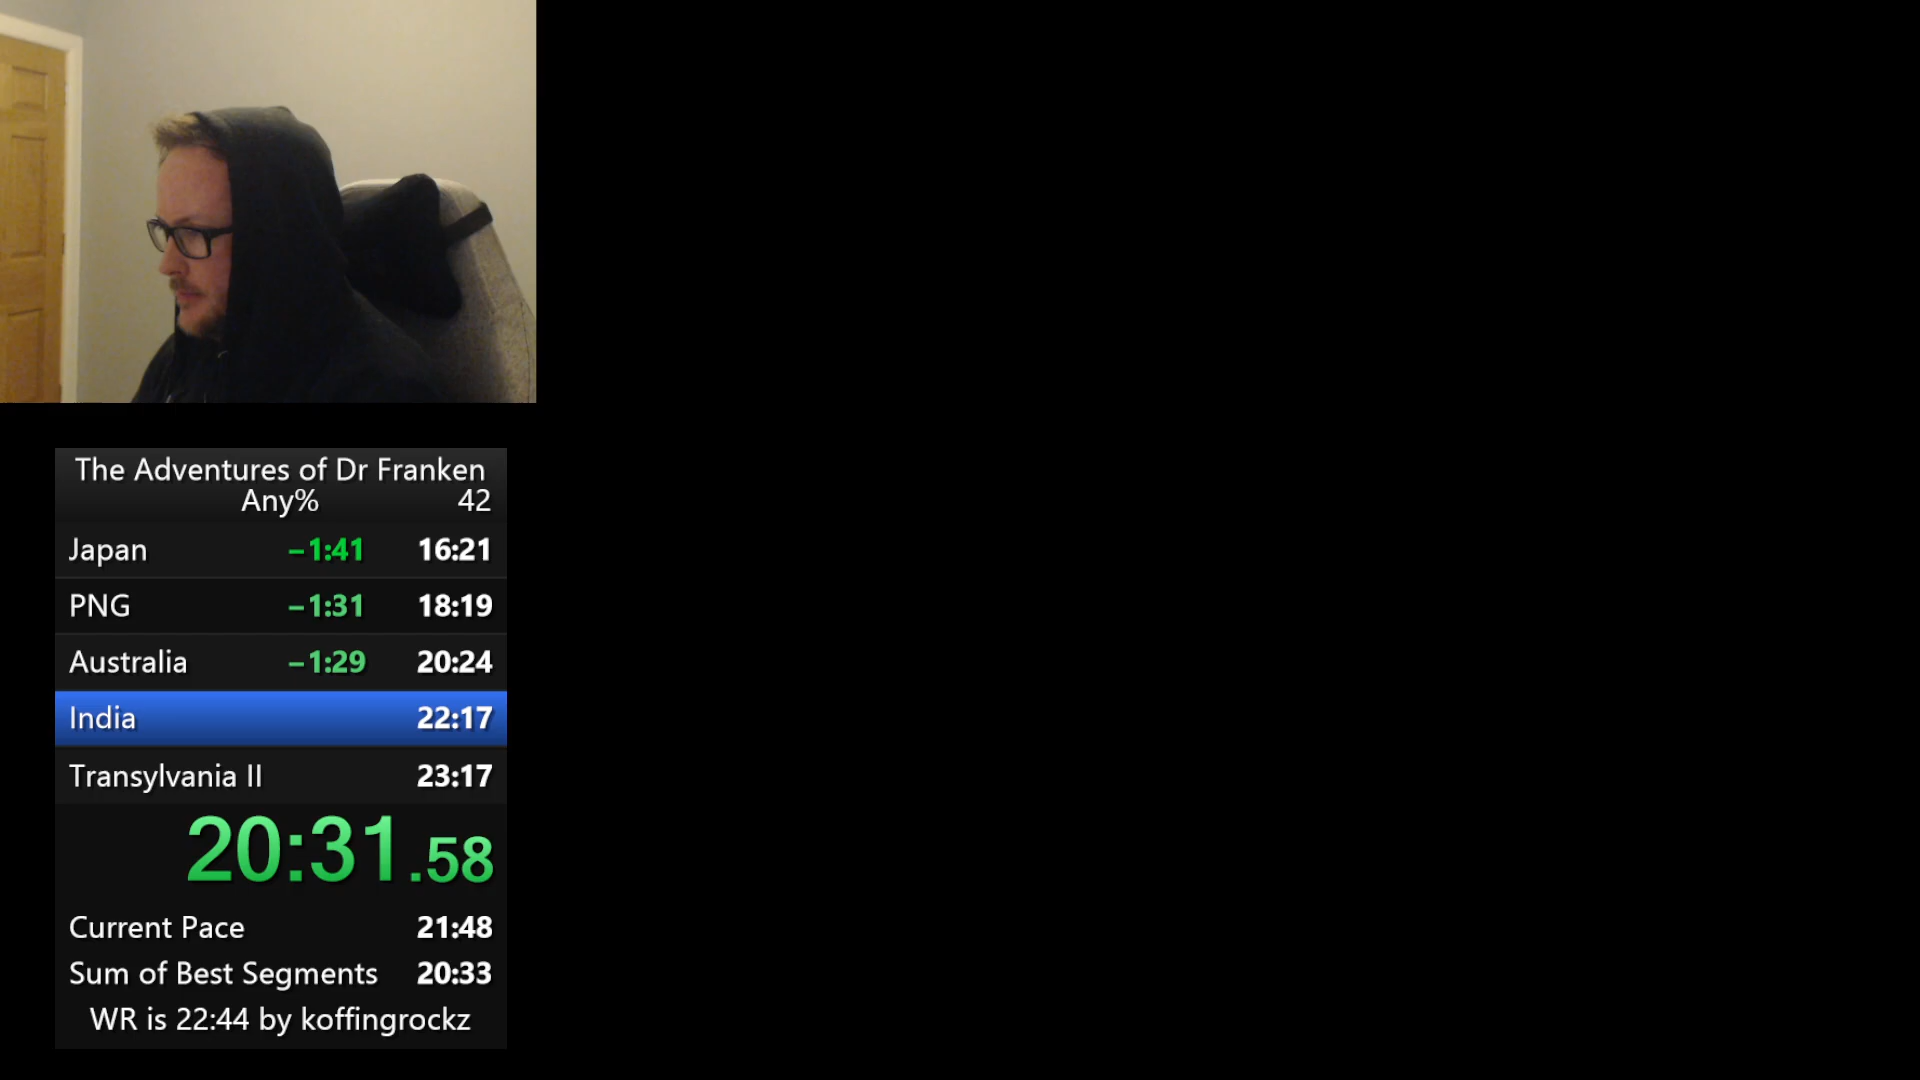 The Adventures of Dr Franken
Any% 42
Japan −1:41 16:21
PNG −1:31 18:19
Australia −1:29 20:24
India 22:17
Transylvania II 23:17
20:31.58
Current Pace 21:48
Sum of Best Segments 20:33
WR is 22:44 by koffingrockz